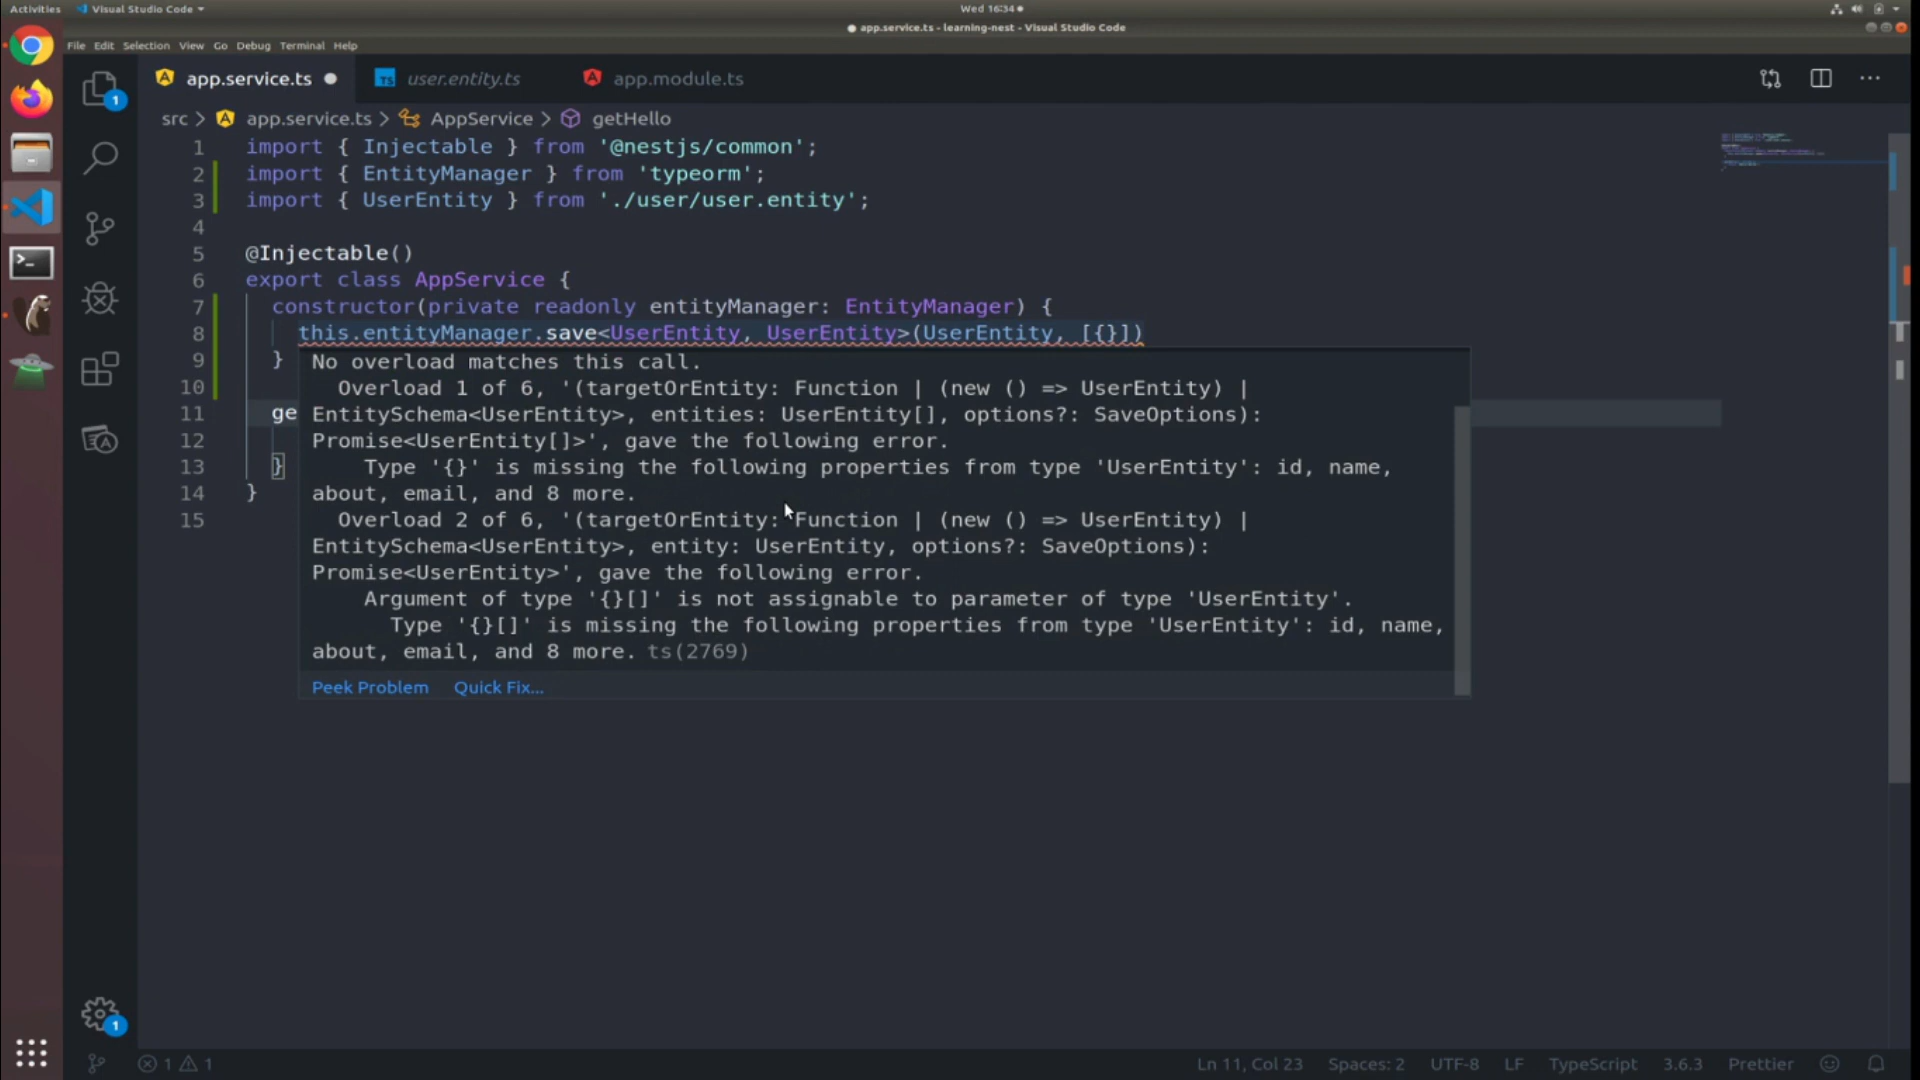 Activities
Visual Studio Code
Wed 16:34
app.service.ts - learning-nest - Visual Studio Code
File Edit Selection View Go Debug Terminal Help
app.service.ts
TS user.entity.ts
app.module.ts
src > app.service.ts > AppService > getHello
1 import { Injectable } from '@nestjs/common';
2 import { EntityManager } from 'typeorm';
3 import { UserEntity } from './user/user.entity';
4
5 @Injectable()
6 export class AppService {
7 constructor(private readonly entityManager: EntityManager) {
8 this.entityManager.save<UserEntity, UserEntity>(UserEntity, [{}])
9 }
10
11 ge
12
13 }
14 }
15
No overload matches this call.
Overload 1 of 6, '(targetOrEntity: Function | (new () => UserEntity) |
EntitySchema<UserEntity>, entities: UserEntity[], options?: SaveOptions):
Promise<UserEntity[]>', gave the following error.
Type '{}' is missing the following properties from type 'UserEntity': id, name,
about, email, and 8 more.
Overload 2 of 6, '(targetOrEntity: Function | (new () => UserEntity) |
EntitySchema<UserEntity>, entity: UserEntity, options?: SaveOptions):
Promise<UserEntity>', gave the following error.
Argument of type '{}[]' is not assignable to parameter of type 'UserEntity'.
Type '{}[]' is missing the following properties from type 'UserEntity': id, name,
about, email, and 8 more. ts(2769)
Peek Problem Quick Fix...
1
1
1 1
Ln 11, Col 23 Spaces: 2 UTF-8 LF TypeScript 3.6.3 Prettier